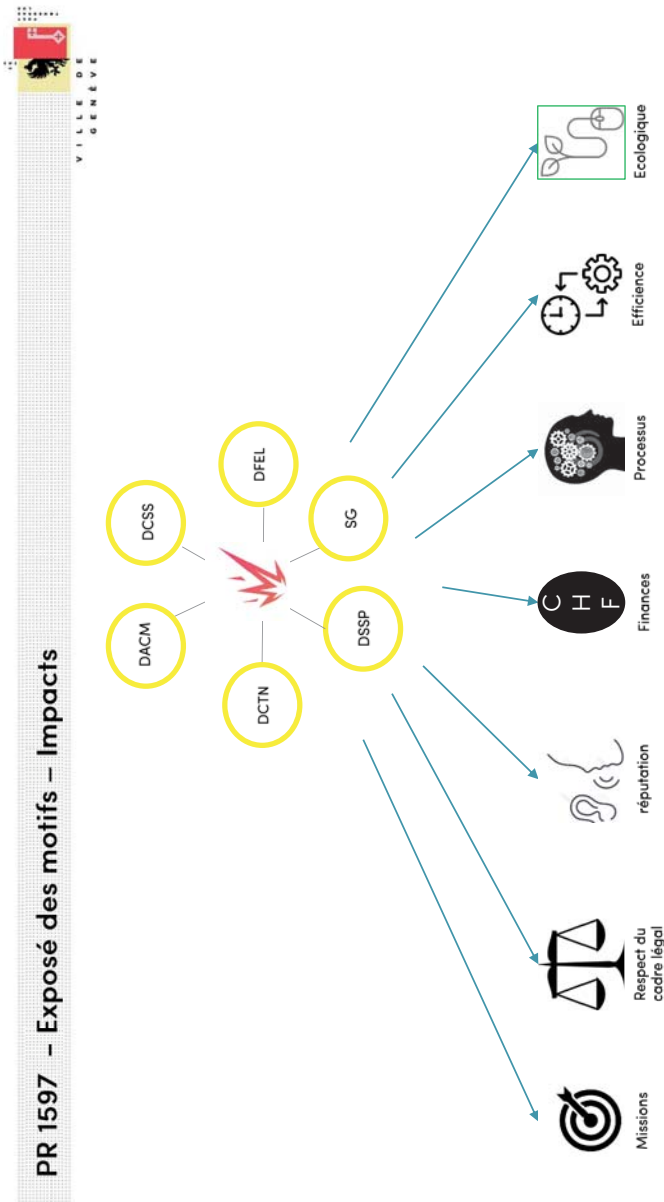 PR 1597 – Exposé des motifs – Impacts
VILLE DE
GENÈVE
DACM
DCSS
DCTN
DFEL
DSSP
SG
CHF
Missions
Respect du
cadre légal
réputation
Finances
Processus
Efficience
Ecologique